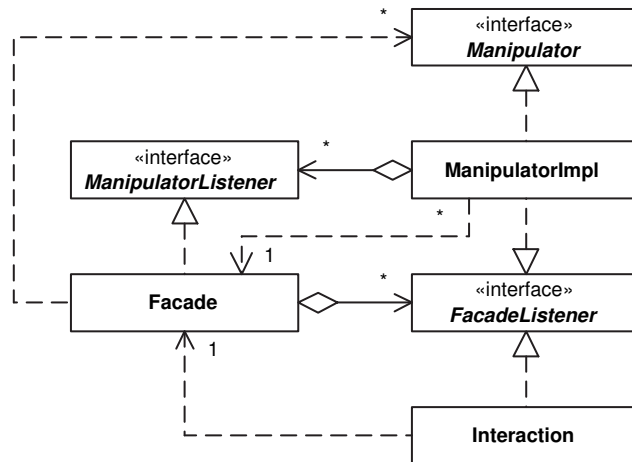 *
«interface»
Manipulator
«interface»
ManipulatorListener
*
ManipulatorImpl
*
1
Facade
*
«interface»
FacadeListener
1
Interaction